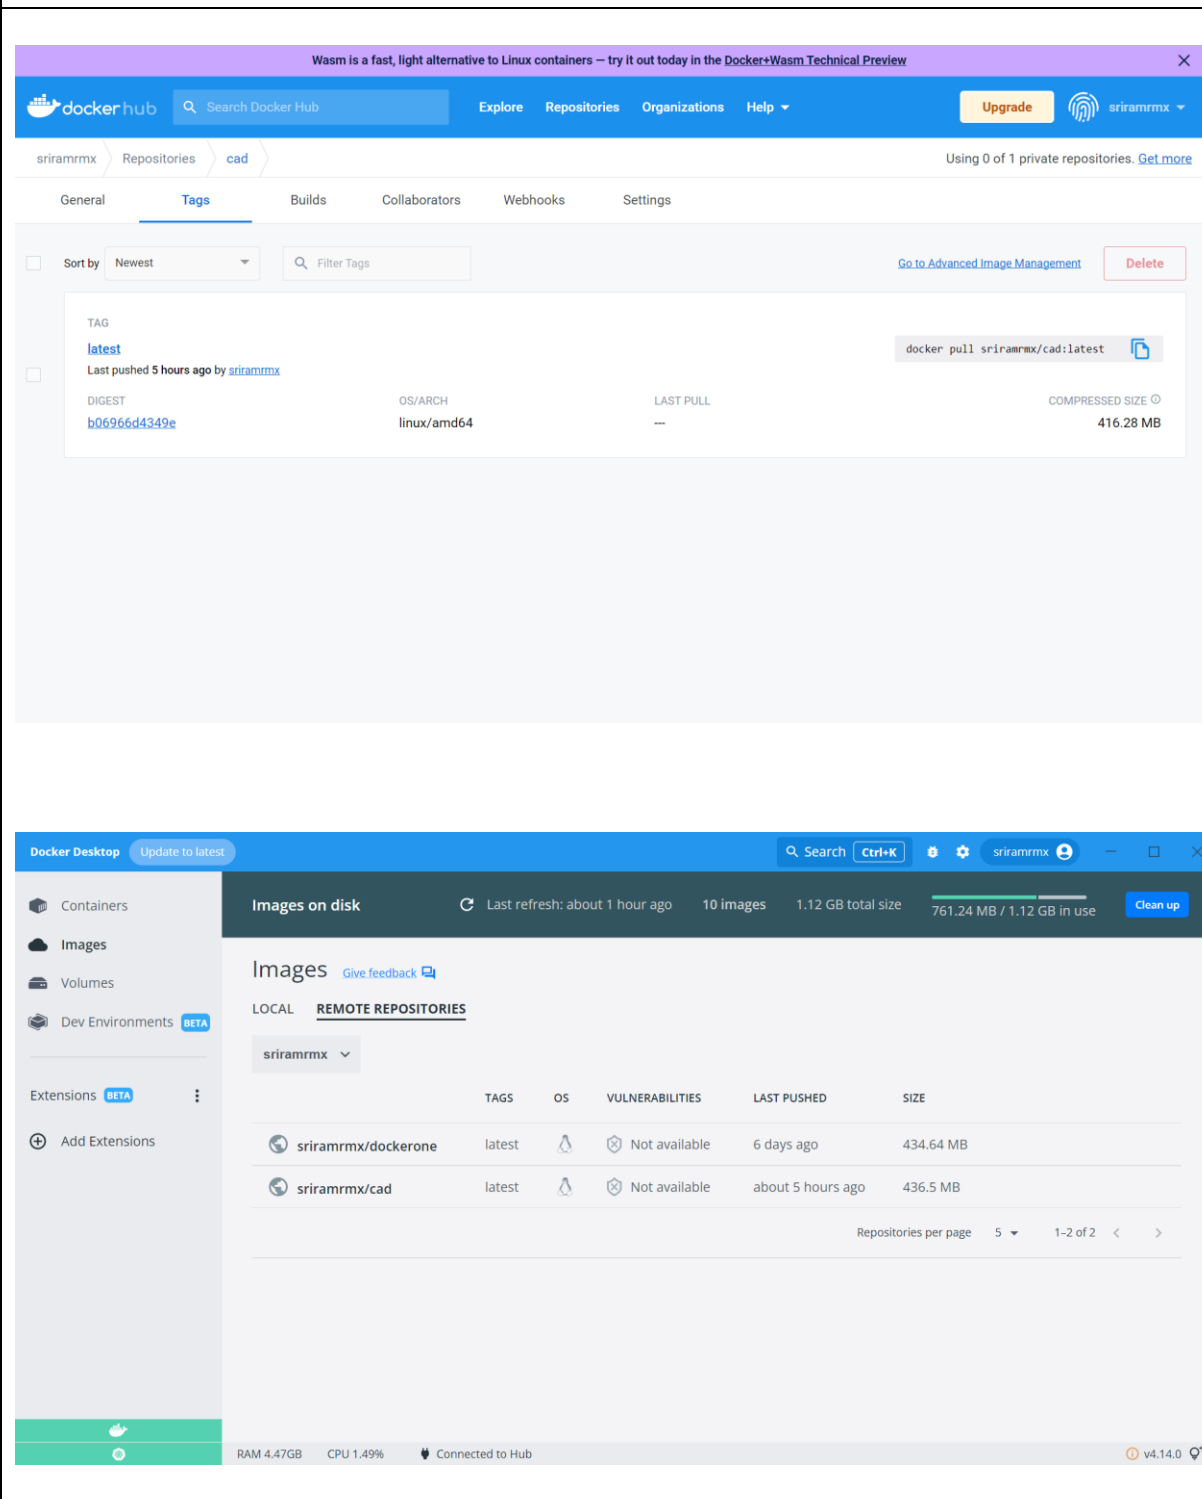 Wasm is a fast, light alternative to Linux containers – try it out today in the Docker+Wasm Technical Preview
dockerhub Search Docker Hub Explore Repositories Organizations Help Upgrade sriramrmx
sriramrmx Repositories cad Using 0 of 1 private repositories. Get more
General Tags Builds Collaborators Webhooks Settings
Sort by Newest Filter Tags Go to Advanced Image Management Delete
TAG
latest docker pull sriramrmx/cad:latest
Last pushed 5 hours ago by sriramrmx
DIGEST OS/ARCH LAST PULL COMPRESSED SIZE
b06966d4349e linux/amd64 --- 416.28 MB
Docker Desktop Update to latest Search Ctrl+K sriramrmx
Containers Images on disk Last refresh: about 1 hour ago 10 images 1.12 GB total size 761.24 MB / 1.12 GB in use Clean up
Images
Volumes
Dev Environments BETA
Extensions BETA
Add Extensions
Images Give feedback
LOCAL REMOTE REPOSITORIES
sriramrmx
TAGS OS VULNERABILITIES LAST PUSHED SIZE
sriramrmx/dockerone latest Not available 6 days ago 434.64 MB
sriramrmx/cad latest Not available about 5 hours ago 436.5 MB
Repositories per page 5 1–2 of 2
RAM 4.47GB CPU 1.49% Connected to Hub v4.14.0